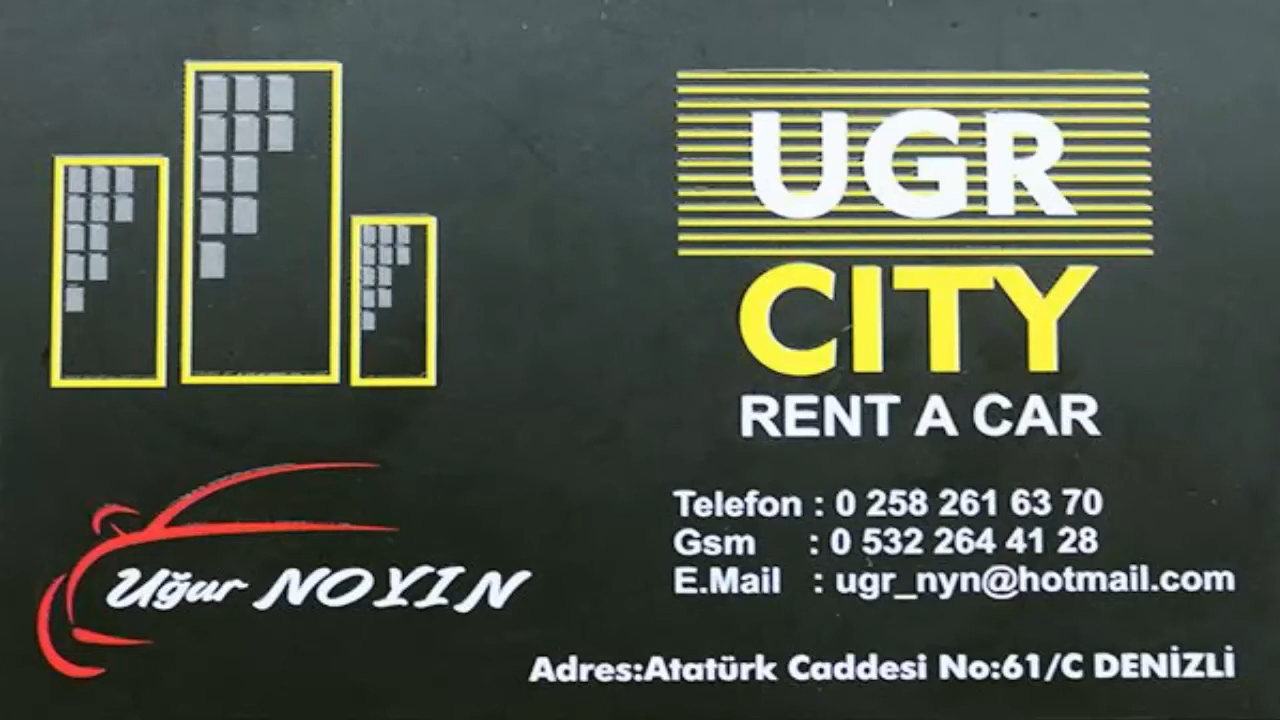 UGR
CITY
RENT A CAR
Uğur NOYIN
Telefon : 0 258 261 63 70
Gsm : 0 532 264 41 28
E.Mail : ugr_nyn@hotmail.com
Adres:Atatürk Caddesi No:61/C DENİZLİ